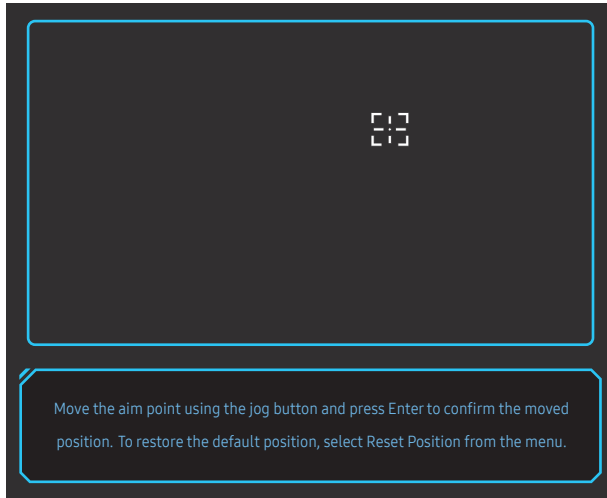 Move the aim point using the jog button and press Enter to confirm the moved
position. To restore the default position, select Reset Position from the menu.